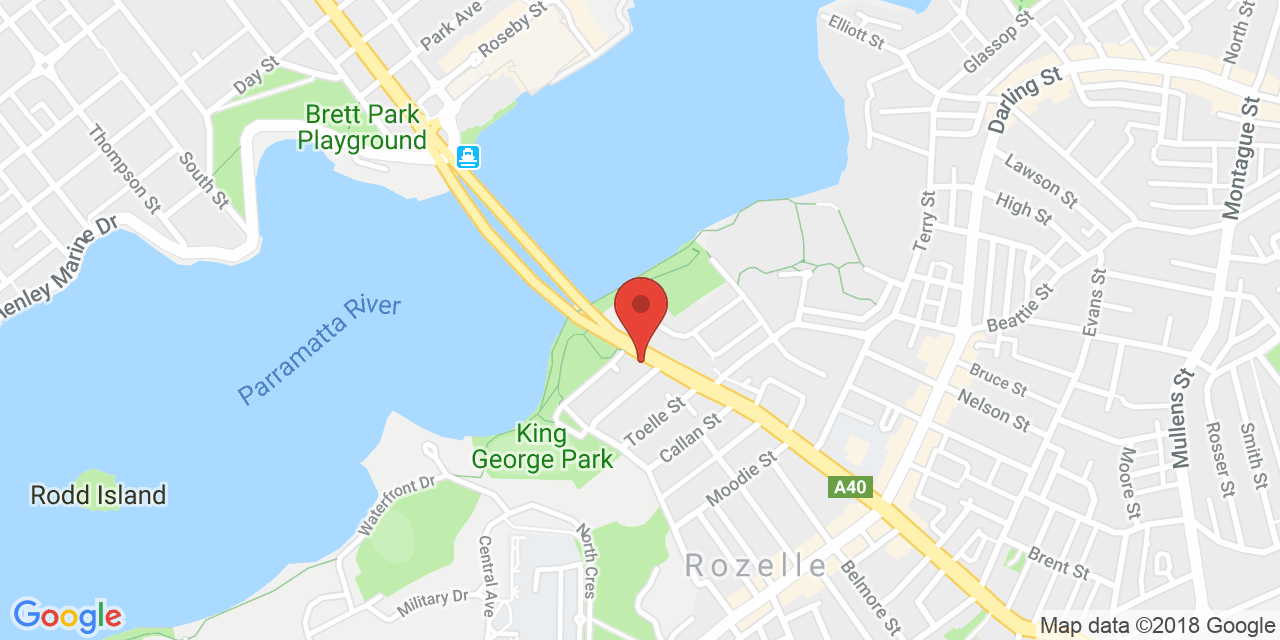 Park Ave
Roseby St
Elliott St
Glassop St
North St
Day St
Darling St
Brett Park
Playground
Montague St
Thompson St
South St
Lawson St
High St
Terry St
Henley Marine Dr
Parramatta River
Beattie St
Evans St
Bruce St
Nelson St
Mullens St
Toelle St
Callan St
King
George Park
Moodie St
Rosser St
Smith St
Moore St
Rodd Island
Waterfront Dr
A40
North Cres
Central Ave
Rozelle
Belmore St
Brent St
Military Dr
Google
Map data ©2018 Google